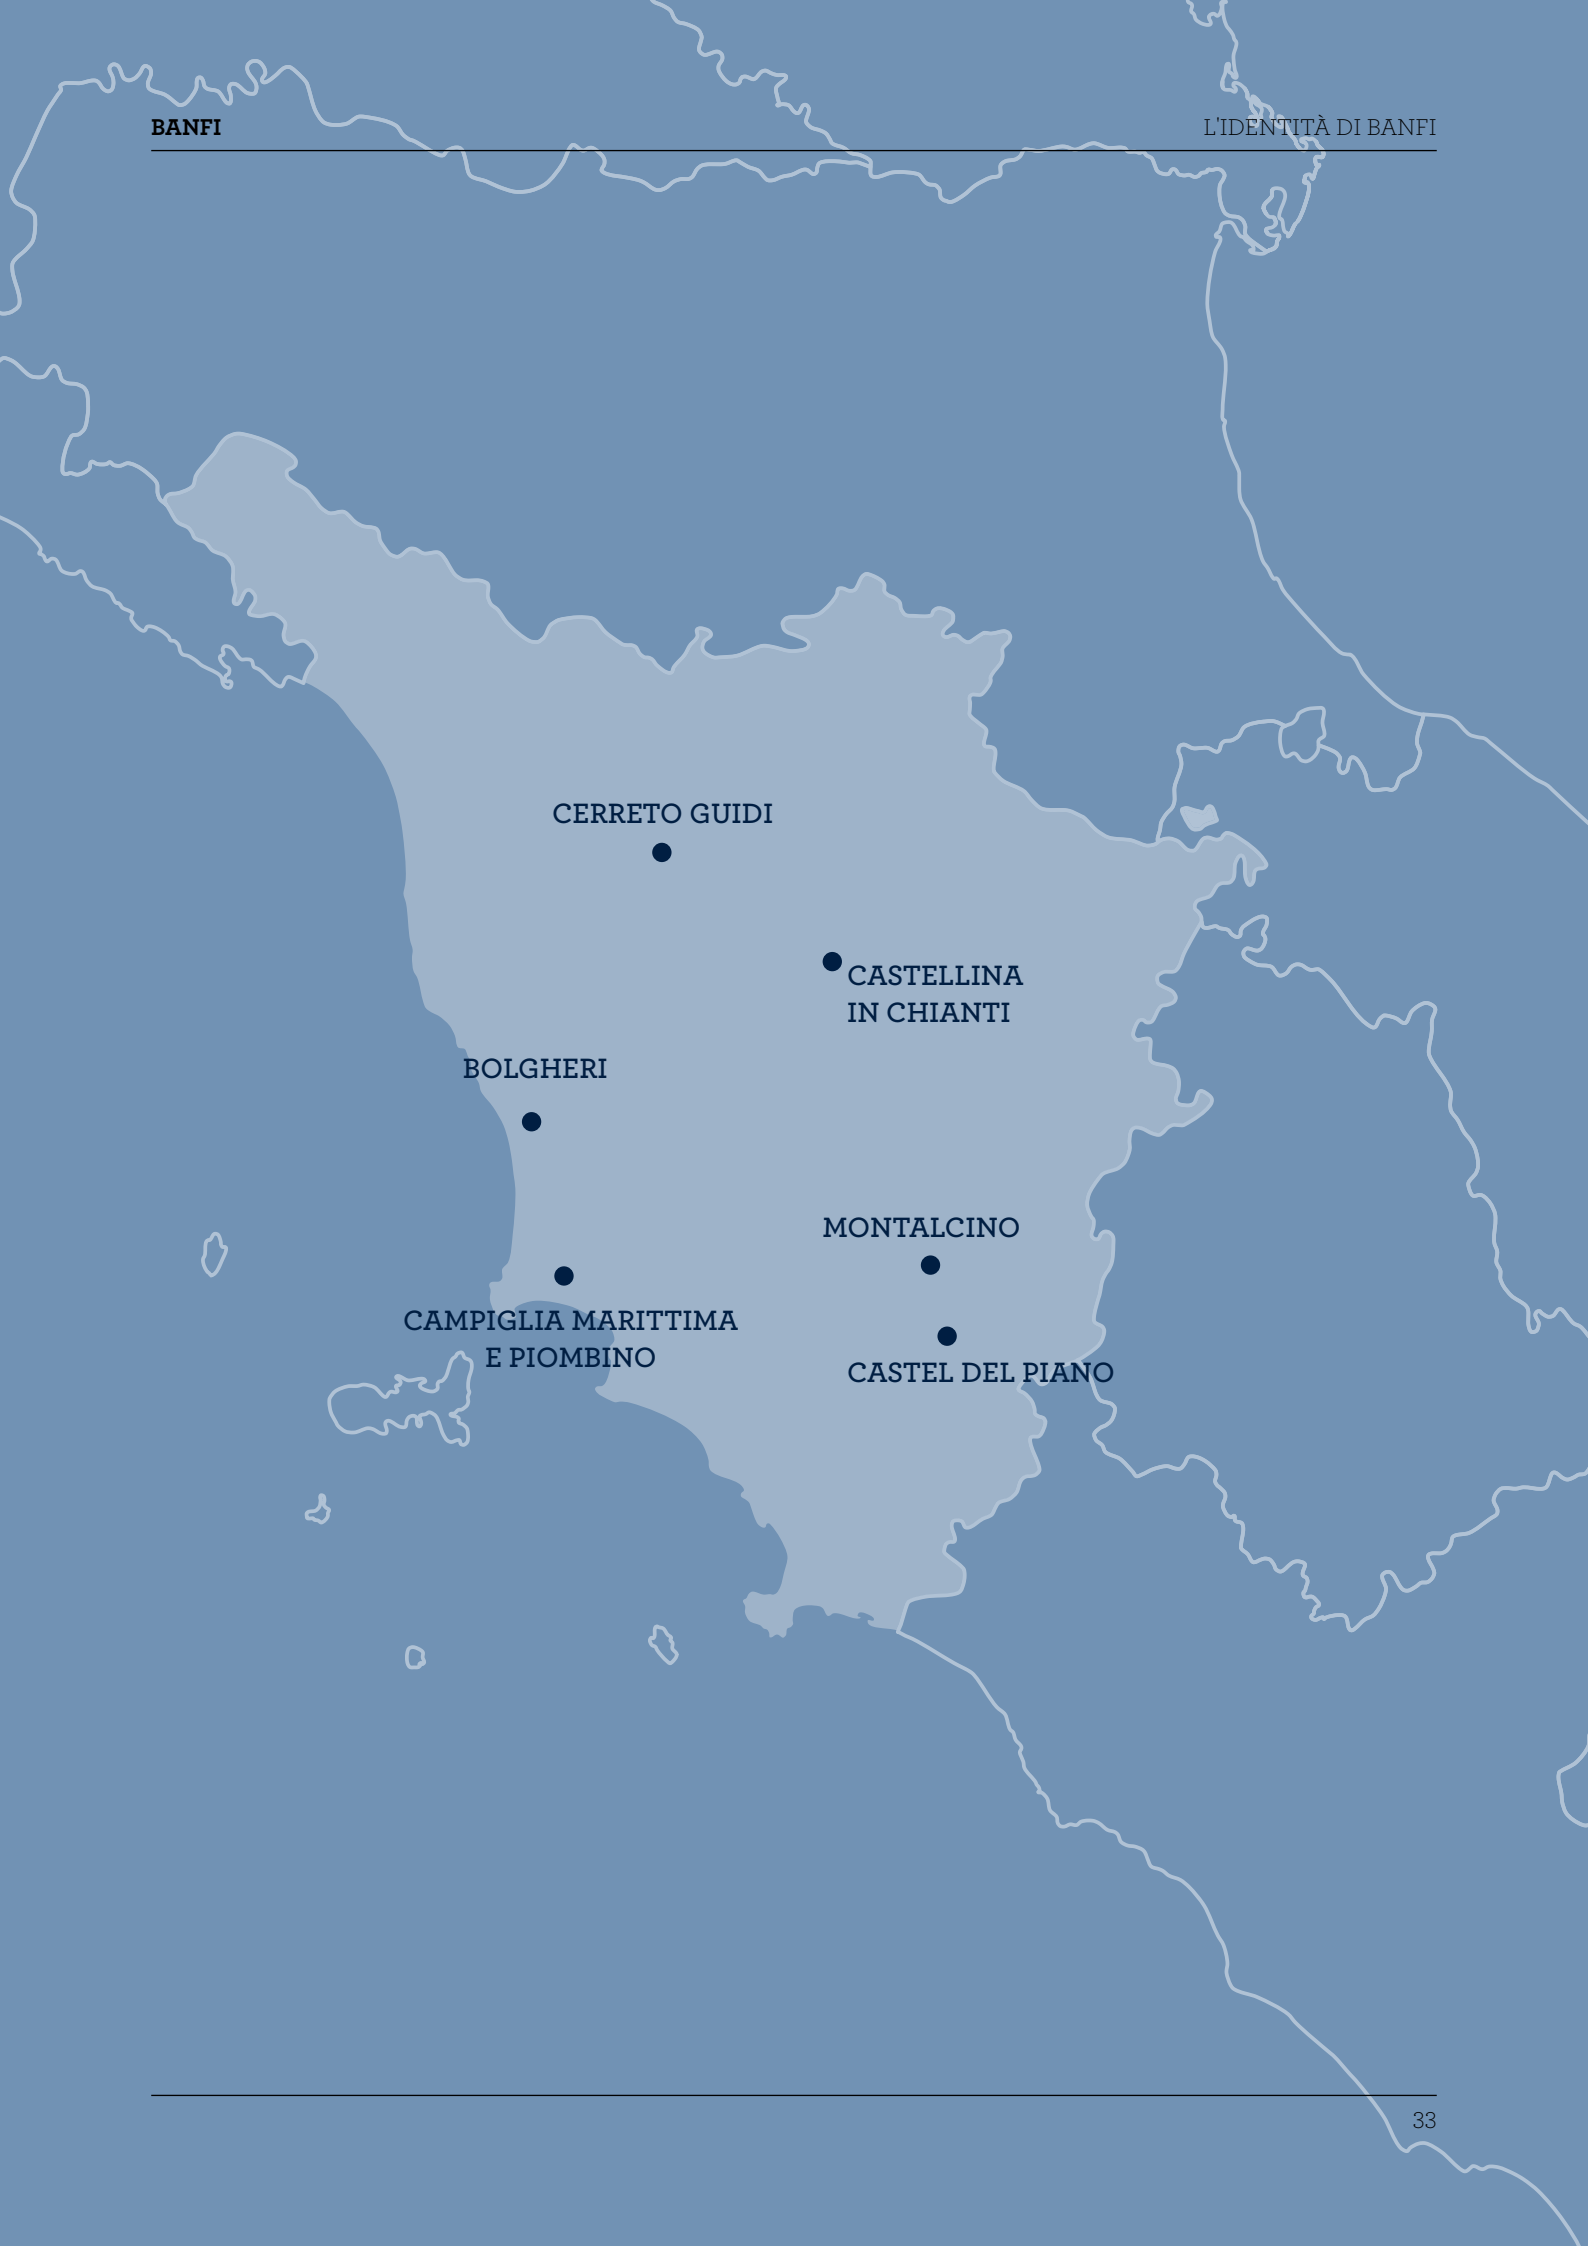 BANFI
L'IDENTITÀ DI BANFI
CERRETO GUIDI
CASTELLINA
IN CHIANTI
BOLGHERI
MONTALCINO
CAMPIGLIA MARITTIMA
E PIOMBINO
CASTEL DEL PIANO
33